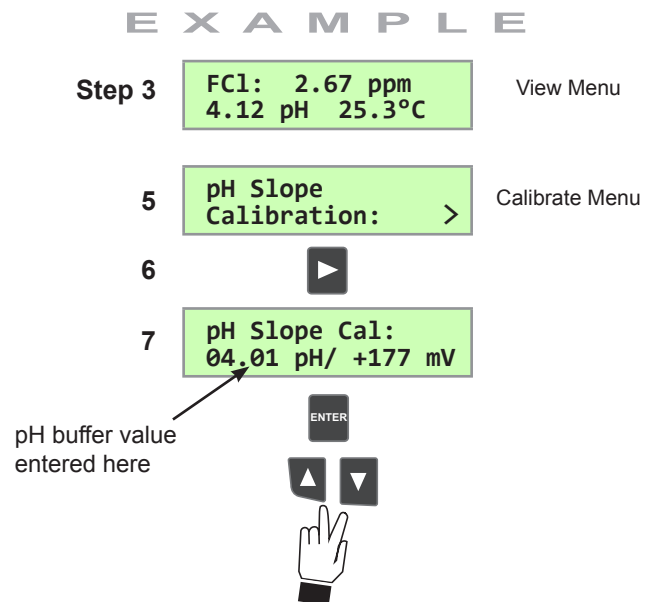 EXAMPLE
Step 3
FCl: 2.67 ppm
4.12 pH 25.3°C
View Menu
5
pH Slope
Calibration: >
Calibrate Menu
6
7
pH Slope Cal:
04.01 pH/ +177 mV
pH buffer value
entered here
ENTER